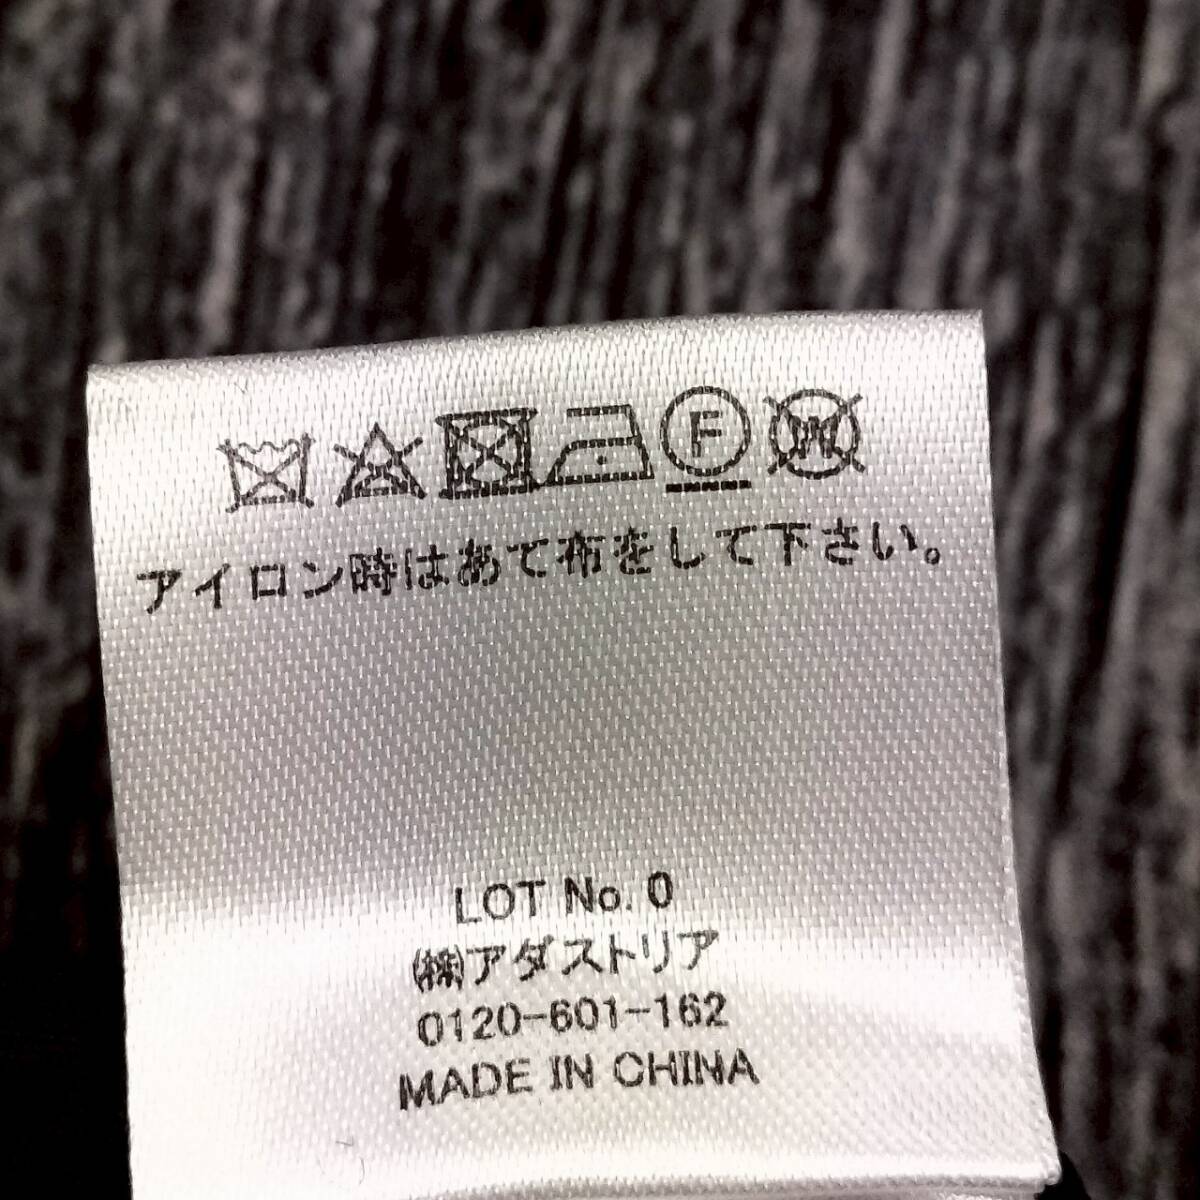 F W
アイロン時はあて布をして下さい。
LOT No. 0
㈱アダストリア
0120-601-162
MADE IN CHINA